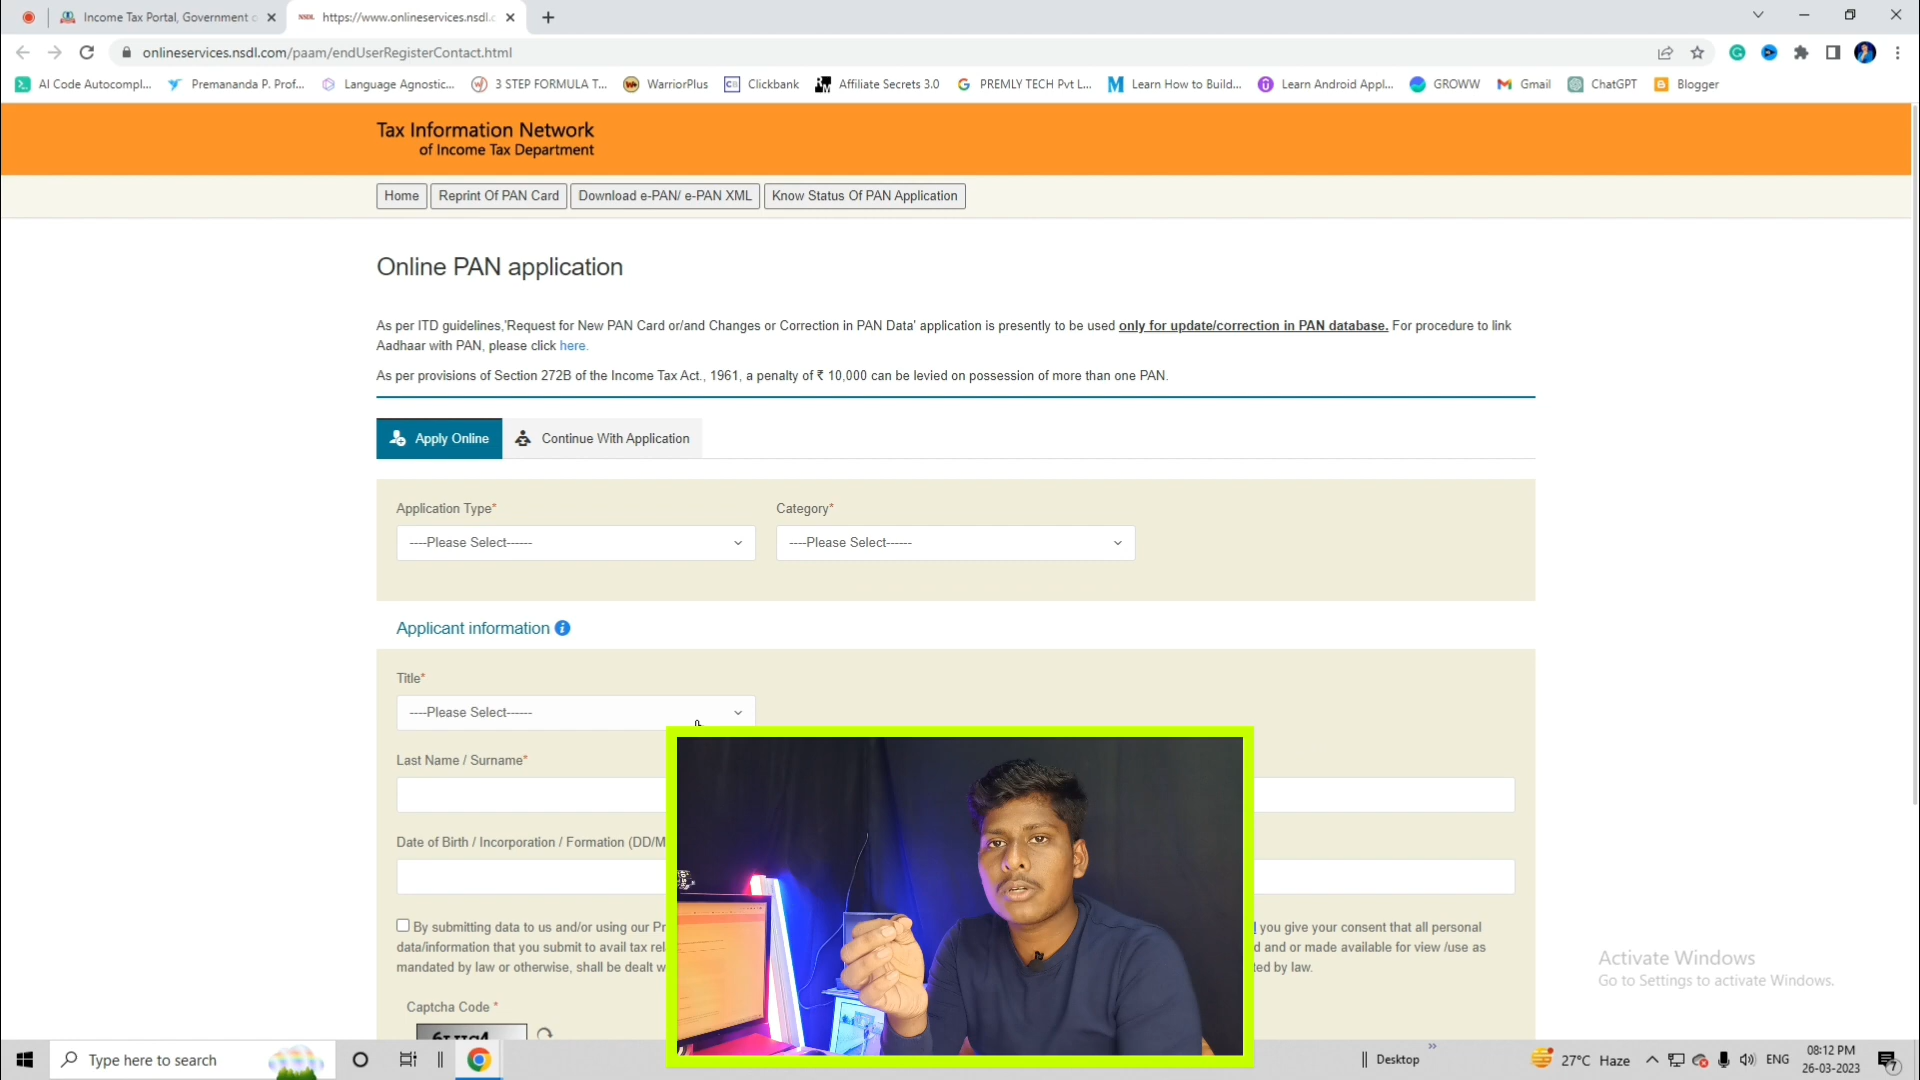 Income Tax Portal, Government o
NSDL
https://www.onlineservices.nsdl.c
onlineservices.nsdl.com/paam/endUserRegisterContact.html
AI Code Autocompl...
Premananda P. Prof...
Language Agnostic...
3 STEP FORMULA T...
WarriorPlus
CB Clickbank
Affiliate Secrets 3.0
PREMLY TECH Pvt L...
Learn How to Build...
Learn Android Appl...
GROWW
Gmail
ChatGPT
Blogger
Tax Information Network
of Income Tax Department
Home
Reprint Of PAN Card
Download e-PAN/ e-PAN XML
Know Status Of PAN Application
Online PAN application
As per ITD guidelines,'Request for New PAN Card or/and Changes or Correction in PAN Data' application is presently to be used only for update/correction in PAN database. For procedure to link
Aadhaar with PAN, please click here.
As per provisions of Section 272B of the Income Tax Act., 1961, a penalty of ₹ 10,000 can be levied on possession of more than one PAN.
Apply Online
Continue With Application
Application Type*
Category*
----Please Select------
----Please Select------
Applicant information
Title*
----Please Select------
Last Name / Surname*
Date of Birth / Incorporation / Formation (DD/M
By submitting data to us and/or using our Pr
you give your consent that all personal
data/information that you submit to avail tax rel
d and or made available for view /use as
mandated by law or otherwise, shall be dealt w
ted by law.
Captcha Code *
Activate Windows
Go to Settings to activate Windows.
Type here to search
Desktop
27°C Haze
ENG
08:12 PM
26-03-2023
7